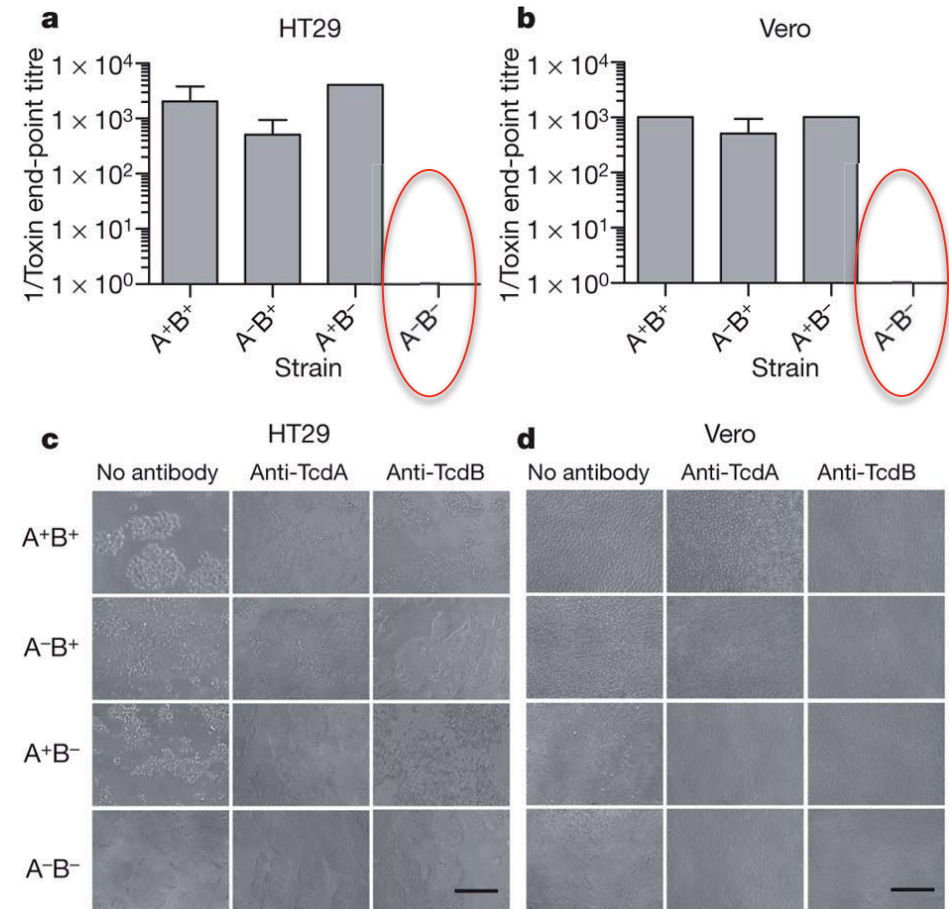 a
HT29
1/Toxin end-point titre
1 × 10⁴
1 × 10³
1 × 10²
1 × 10¹
1 × 10⁰
A⁺B⁺
A⁻B⁺
A⁺B⁻
A⁻B⁻
Strain
b
Vero
1/Toxin end-point titre
1 × 10⁴
1 × 10³
1 × 10²
1 × 10¹
1 × 10⁰
A⁺B⁺
A⁻B⁺
A⁺B⁻
A⁻B⁻
Strain
c
HT29
No antibody Anti-TcdA Anti-TcdB
A⁺B⁺
A⁻B⁺
A⁺B⁻
A⁻B⁻
d
Vero
No antibody Anti-TcdA Anti-TcdB